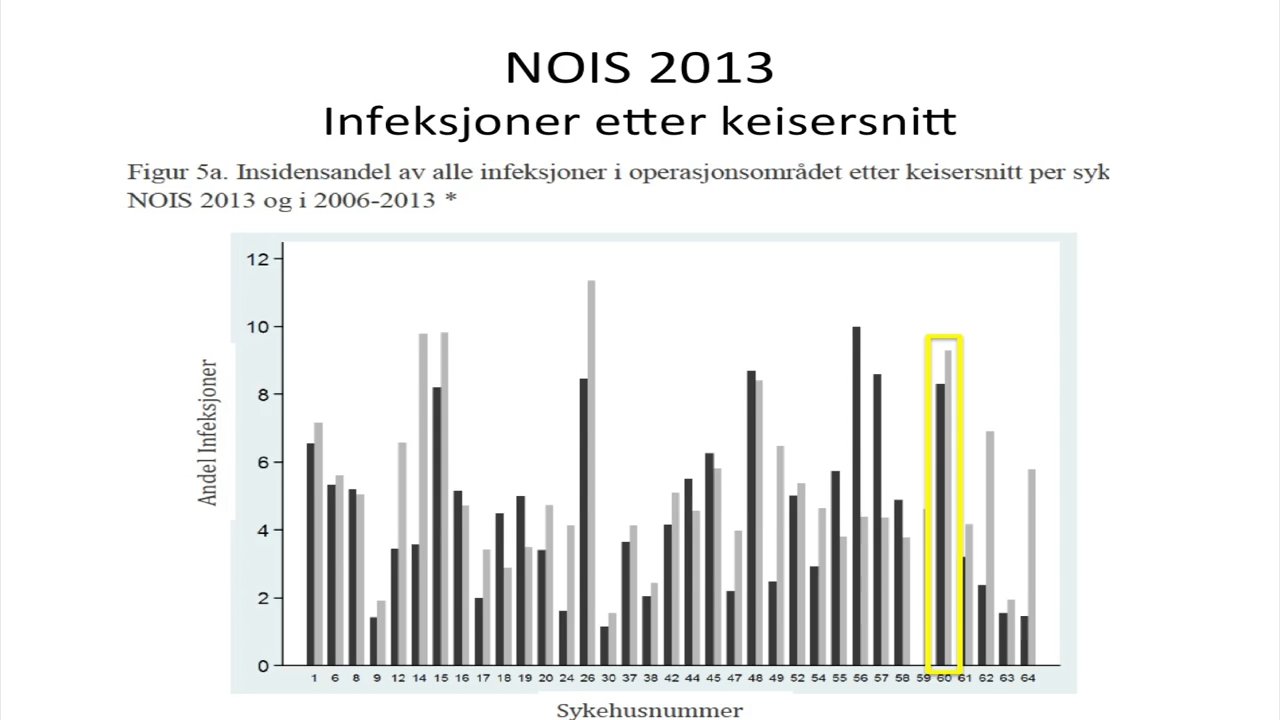 NOIS 2013
Infeksjoner etter keisersnitt
Figur 5a. Insidensandel av alle infeksjoner i operasjonsområdet etter keisersnitt per syk
NOIS 2013 og i 2006-2013 *
12
10
8
6
4
2
0
Andel Infeksjoner
1 6 8 9 12 14 15 16 17 18 19 20 24 26 30 37 38 42 44 45 47 48 49 52 54 55 56 57 58 59 60 61 62 63 64
Sykehusnummer